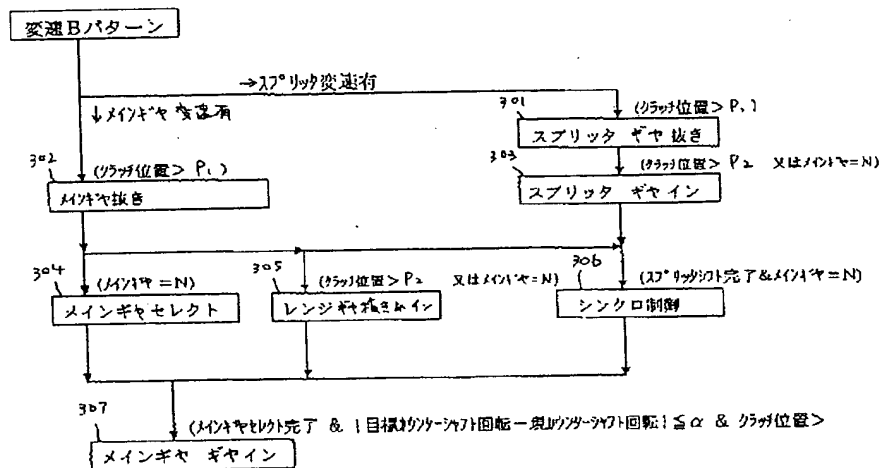 変速Bパターン
→スプリッタ変速有
↓メインギヤ変速有
301
(クラッチ位置>P1)
スプリッタ ギヤ抜き
302
(クラッチ位置>P1)
メインギヤ抜き
303
(クラッチ位置>P2 又はメインギヤ=N)
スプリッタ ギヤイン
304
(メインギヤ=N)
メインギヤセレクト
305
(クラッチ位置>P2 又はメインギヤ=N)
レンジギヤ抜き&イン
306
(スプリッタシフト完了&メインギヤ=N)
シンクロ制御
307
(メインギヤセレクト完了 & |目標カウンターシャフト回転ー現カウンターシャフト回転|≦α & クラッチ位置>
メインギヤ ギヤイン